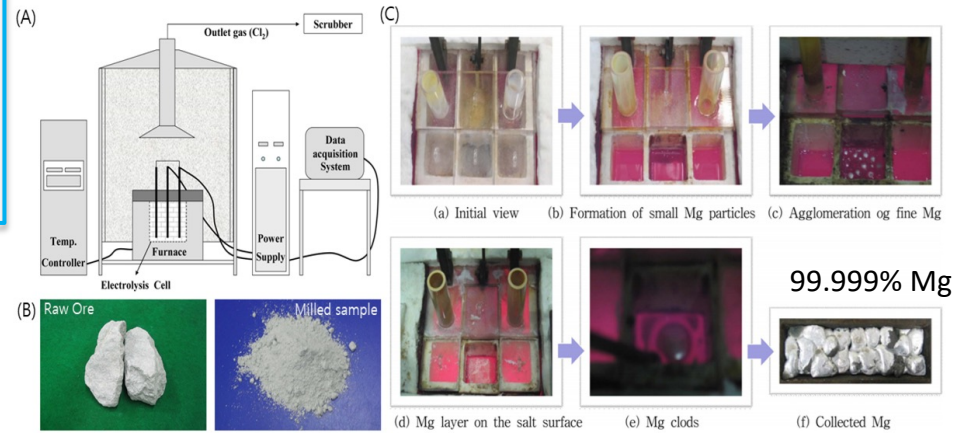 (A)
Outlet gas (Cl2)
Scrubber
Data
acquisition
System
Temp.
Controller
Furnace
Power
Supply
Electrolysis Cell
(B)
Raw Ore
Milled sample
(C)
(a) Initial view
(b) Formation of small Mg particles
(c) Agglomeration og fine Mg
(d) Mg layer on the salt surface
(e) Mg clods
99.999% Mg
(f) Collected Mg